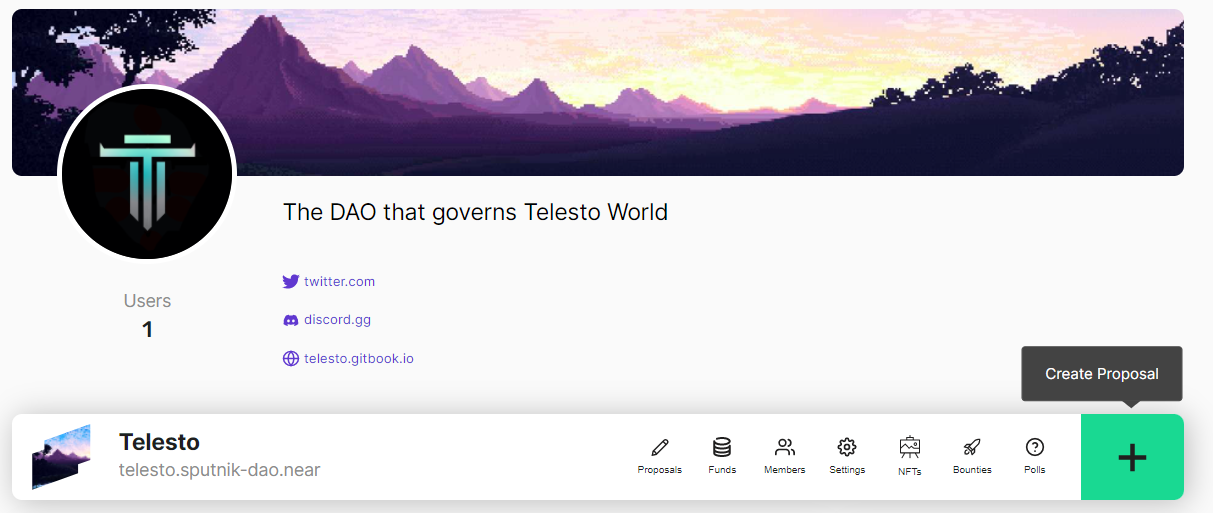 The DAO that governs Telesto World
twitter.com
discord.gg
telesto.gitbook.io
Users
1
Create Proposal
Telesto
telesto.sputnik-dao.near
Proposals
Funds
Members
Settings
NFTs
Bounties
Polls